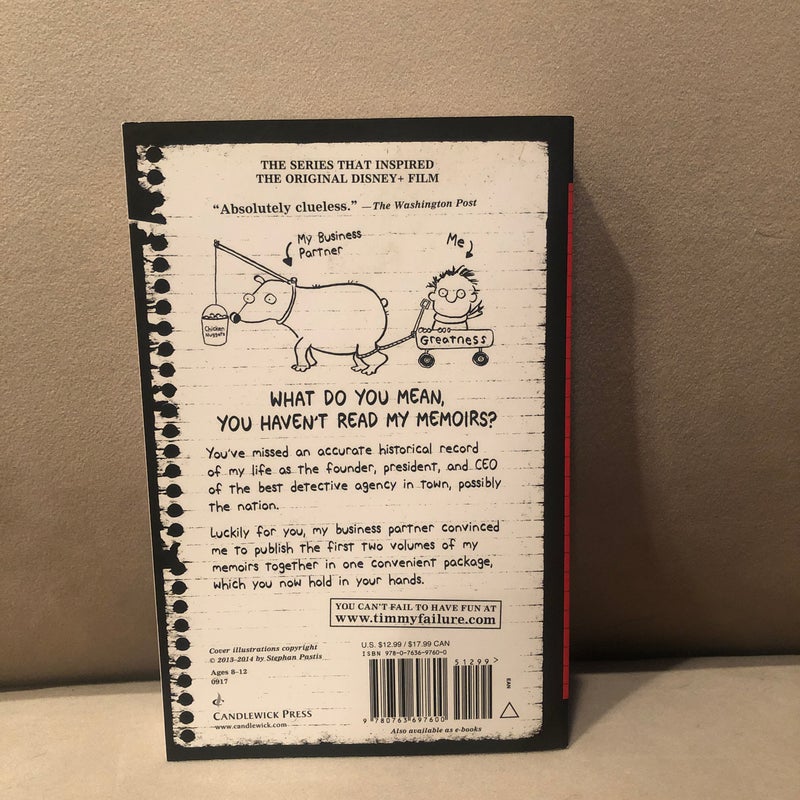 THE SERIES THAT INSPIRED
THE ORIGINAL DISNEY+ FILM
“Absolutely clueless.” —The Washington Post
My Business
Partner
Me
Chicken
Nuggets
Greatness
WHAT DO YOU MEAN,
YOU HAVEN'T READ MY MEMOIRS?
You've missed an accurate historical record
of my life as the founder, president, and CEO
of the best detective agency in town, possibly
the nation.
Luckily for you, my business partner convinced
me to publish the first two volumes of my
memoirs together in one convenient package,
which you now hold in your hands.
YOU CAN'T FAIL TO HAVE FUN AT
www.timmyfailure.com
Cover illustrations copyright
© 2013–2014 by Stephan Pastis
Ages 8–12
0917
CANDLEWICK PRESS
www.candlewick.com
U.S. $12.99 / $17.99 CAN
ISBN 978-0-7636-9760-0
51299>
EAN
9 780763 697600
Also available as e-books